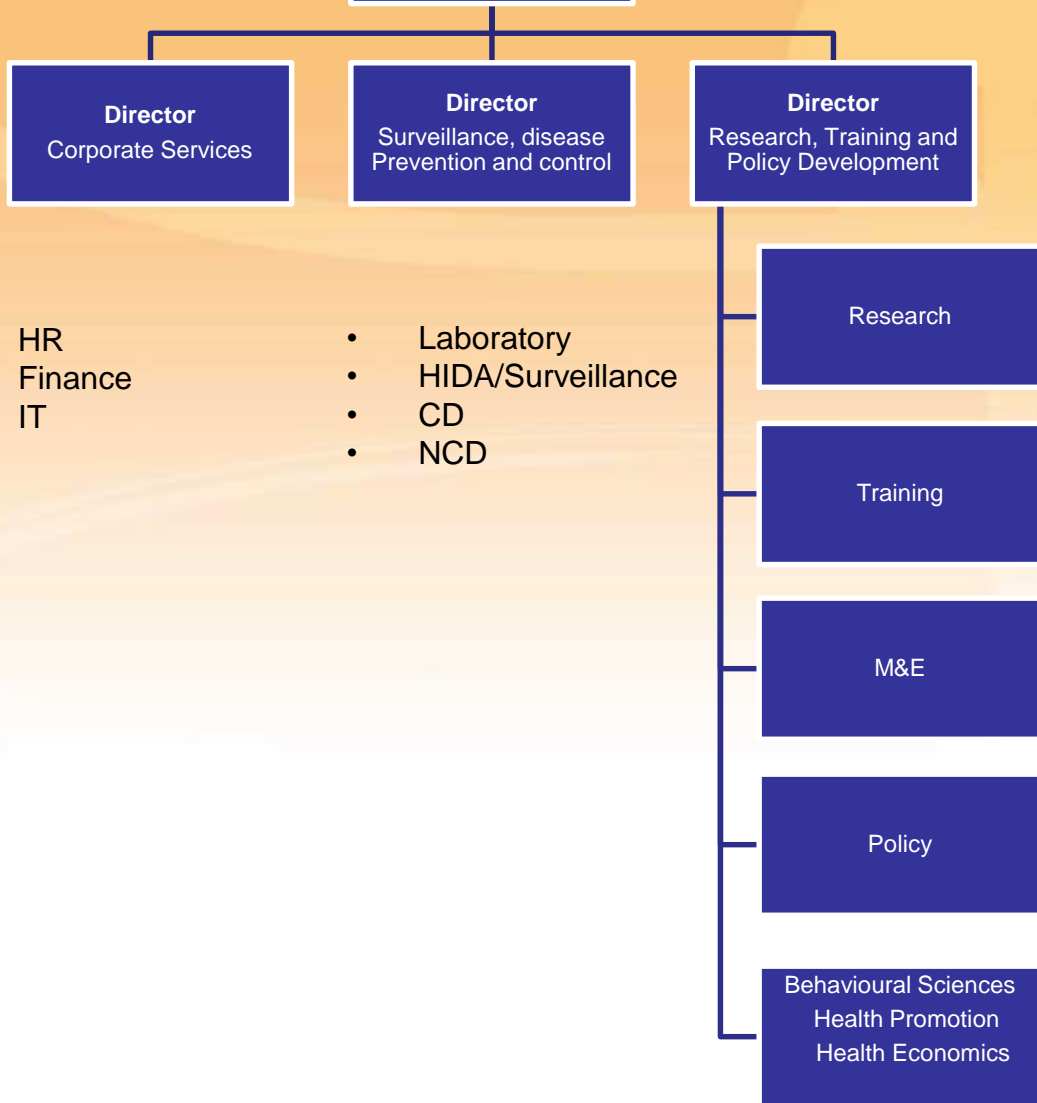 Director
Corporate Services
Director
Surveillance, disease
Prevention and control
Director
Research, Training and
Policy Development
HR
Finance
IT
• Laboratory
• HIDA/Surveillance
• CD
• NCD
Research
Training
M&E
Policy
Behavioural Sciences
Health Promotion
Health Economics